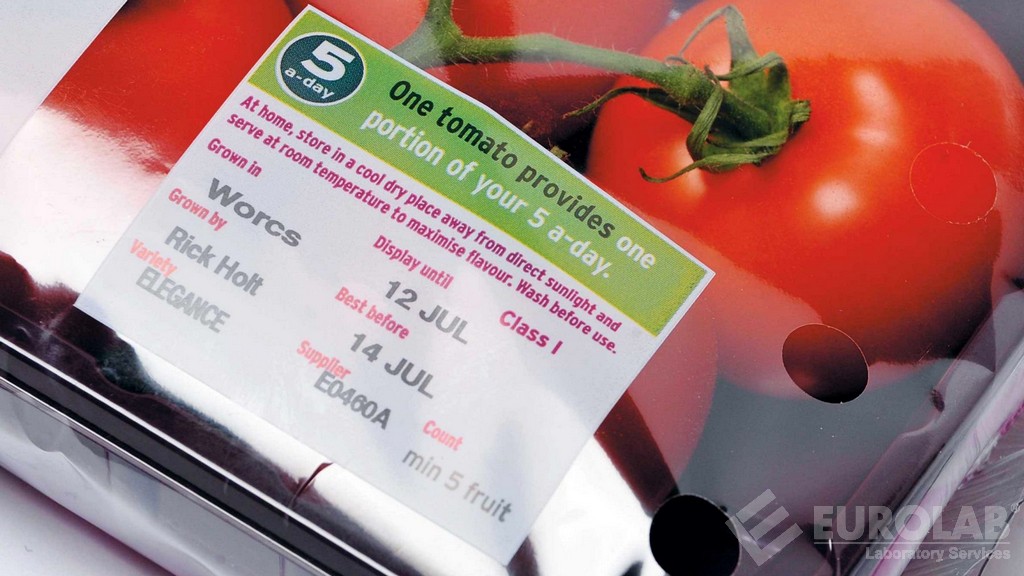 5
a-day
One tomato provides one
portion of your 5 a-day.
At home, store in a cool dry place away from direct sunlight and
serve at room temperature to maximise flavour. Wash before use.
Grown in
Worcs
Grown by
Rick Holt
Variety
ELEGANCE
Display until
12 JUL
Best before
14 JUL
Supplier
E0460A
Class I
Count
min 5 fruit
EUROLAB®
Laboratory Services